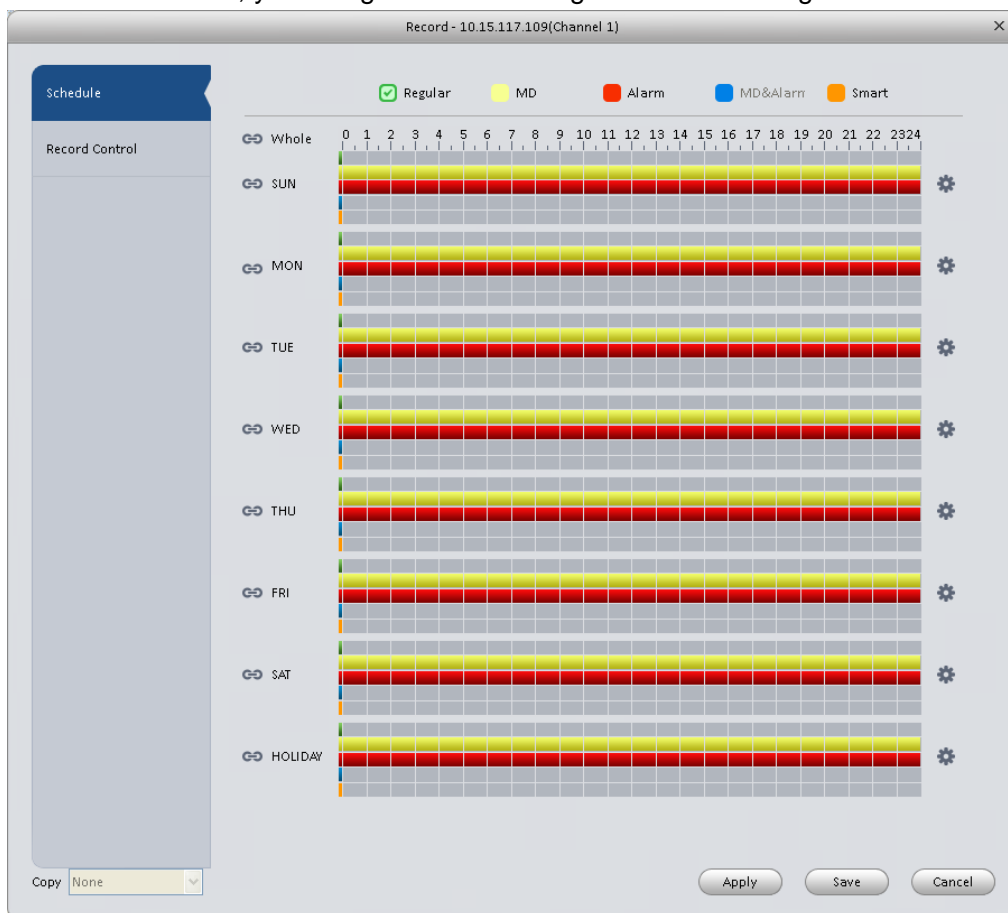 Record - 10.15.117.109(Channel 1)
Schedule
Record Control
Regular MD Alarm MD&Alarm Smart
Whole 0 1 2 3 4 5 6 7 8 9 10 11 12 13 14 15 16 17 18 19 20 21 22 23 24
SUN
MON
TUE
WED
THU
FRI
SAT
HOLIDAY
Copy None
Apply Save Cancel